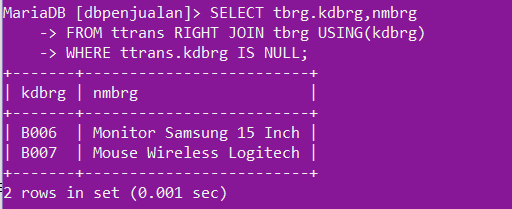 MariaDB [dbpenjualan]> SELECT tbrg.kdbrg,nmbrg
    -> FROM ttrans RIGHT JOIN tbrg USING(kdbrg)
    -> WHERE ttrans.kdbrg IS NULL;
+-------+-------------------------+
| kdbrg | nmbrg                   |
+-------+-------------------------+
| B006  | Monitor Samsung 15 Inch |
| B007  | Mouse Wireless Logitech |
+-------+-------------------------+
2 rows in set (0.001 sec)